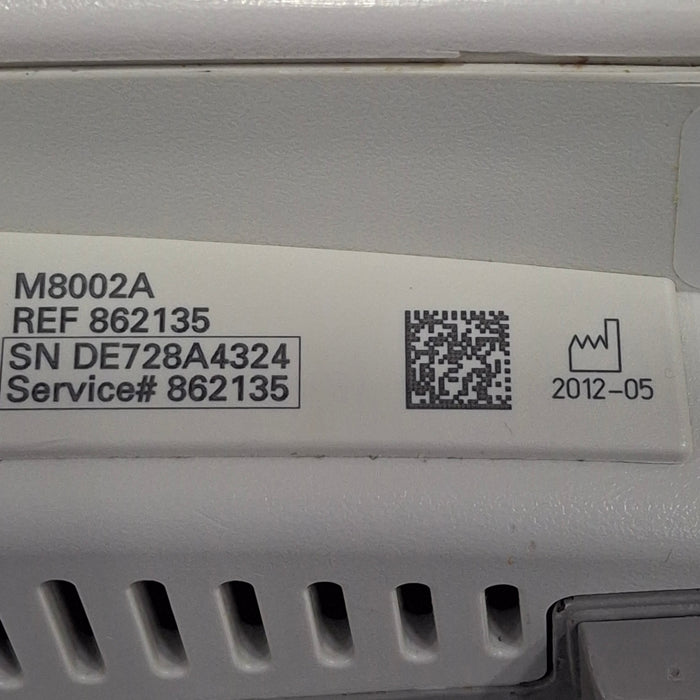 M8002A
REF 862135
SN DE728A4324
Service# 862135
2012-05